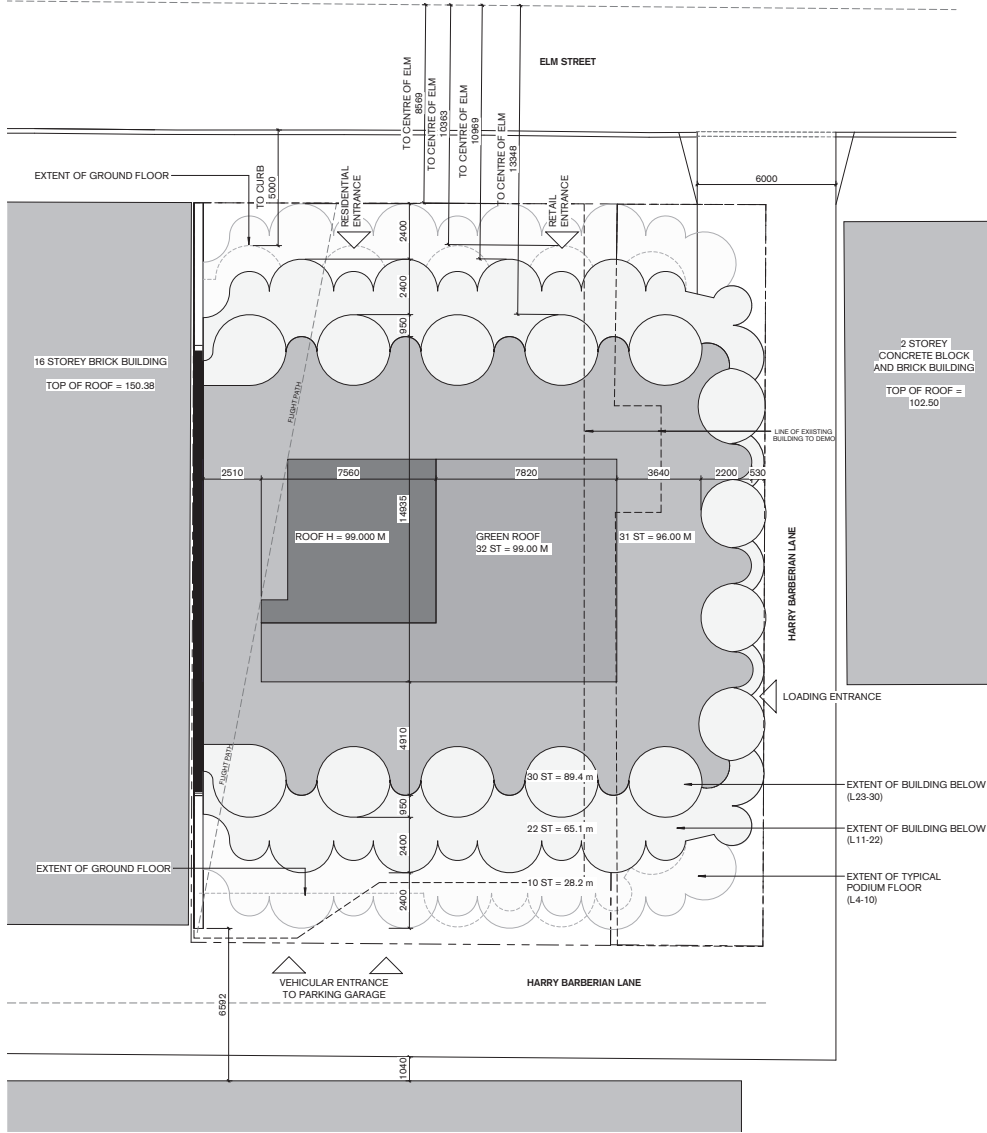 ELM STREET
TO CENTRE OF ELM
8569
TO CENTRE OF ELM
10363
TO CENTRE OF ELM
10969
TO CENTRE OF ELM
13348
EXTENT OF GROUND FLOOR
TO CURB
5000
RESIDENTIAL
ENTRANCE
RETAIL
ENTRANCE
6000
2400
2400
950
16 STOREY BRICK BUILDING
TOP OF ROOF = 150.38
2 STOREY
CONCRETE BLOCK
AND BRICK BUILDING
TOP OF ROOF =
102.50
FLIGHT PATH
LINE OF EXIISTING
BUILDING TO DEMO
2510
7560
7820
3640
2200
530
14935
ROOF H = 99.000 M
GREEN ROOF
32 ST = 99.00 M
31 ST = 96.00 M
HARRY BARBERIAN LANE
LOADING ENTRANCE
FLIGHT PATH
4910
30 ST = 89.4 m
EXTENT OF BUILDING BELOW
(L23-30)
950
22 ST = 65.1 m
EXTENT OF BUILDING BELOW
(L11-22)
2400
EXTENT OF GROUND FLOOR
10 ST = 28.2 m
EXTENT OF TYPICAL
PODIUM FLOOR
(L4-10)
2400
VEHICULAR ENTRANCE
TO PARKING GARAGE
HARRY BARBERIAN LANE
6592
1040